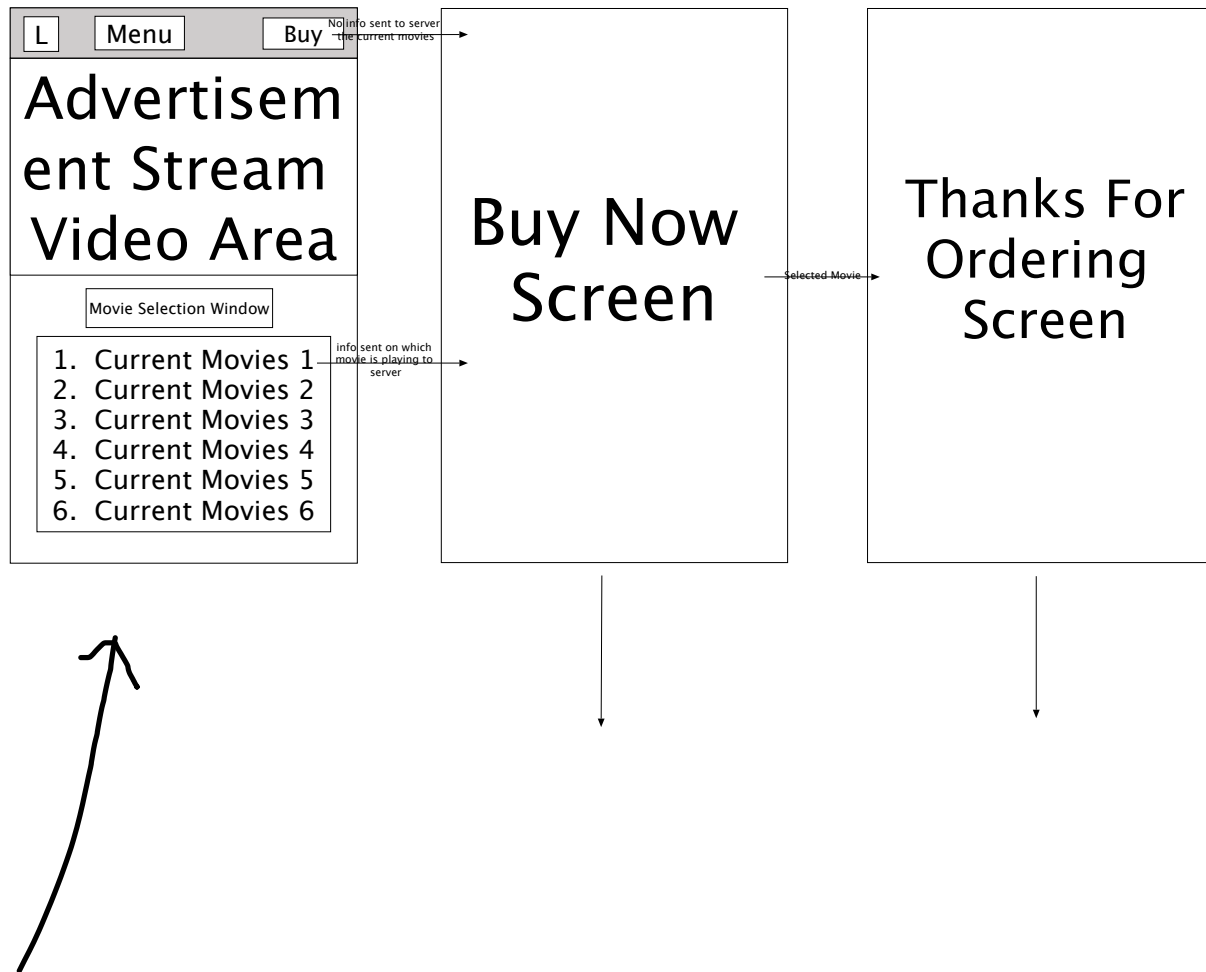 L
Menu
Buy
No info sent to server
the current movies
Advertisem
ent Stream
Video Area
Movie Selection Window
1. Current Movies 1
2. Current Movies 2
3. Current Movies 3
4. Current Movies 4
5. Current Movies 5
6. Current Movies 6
info sent on which
movie is playing to
server
Buy Now
Screen
Selected Movie
Thanks For
Ordering
Screen